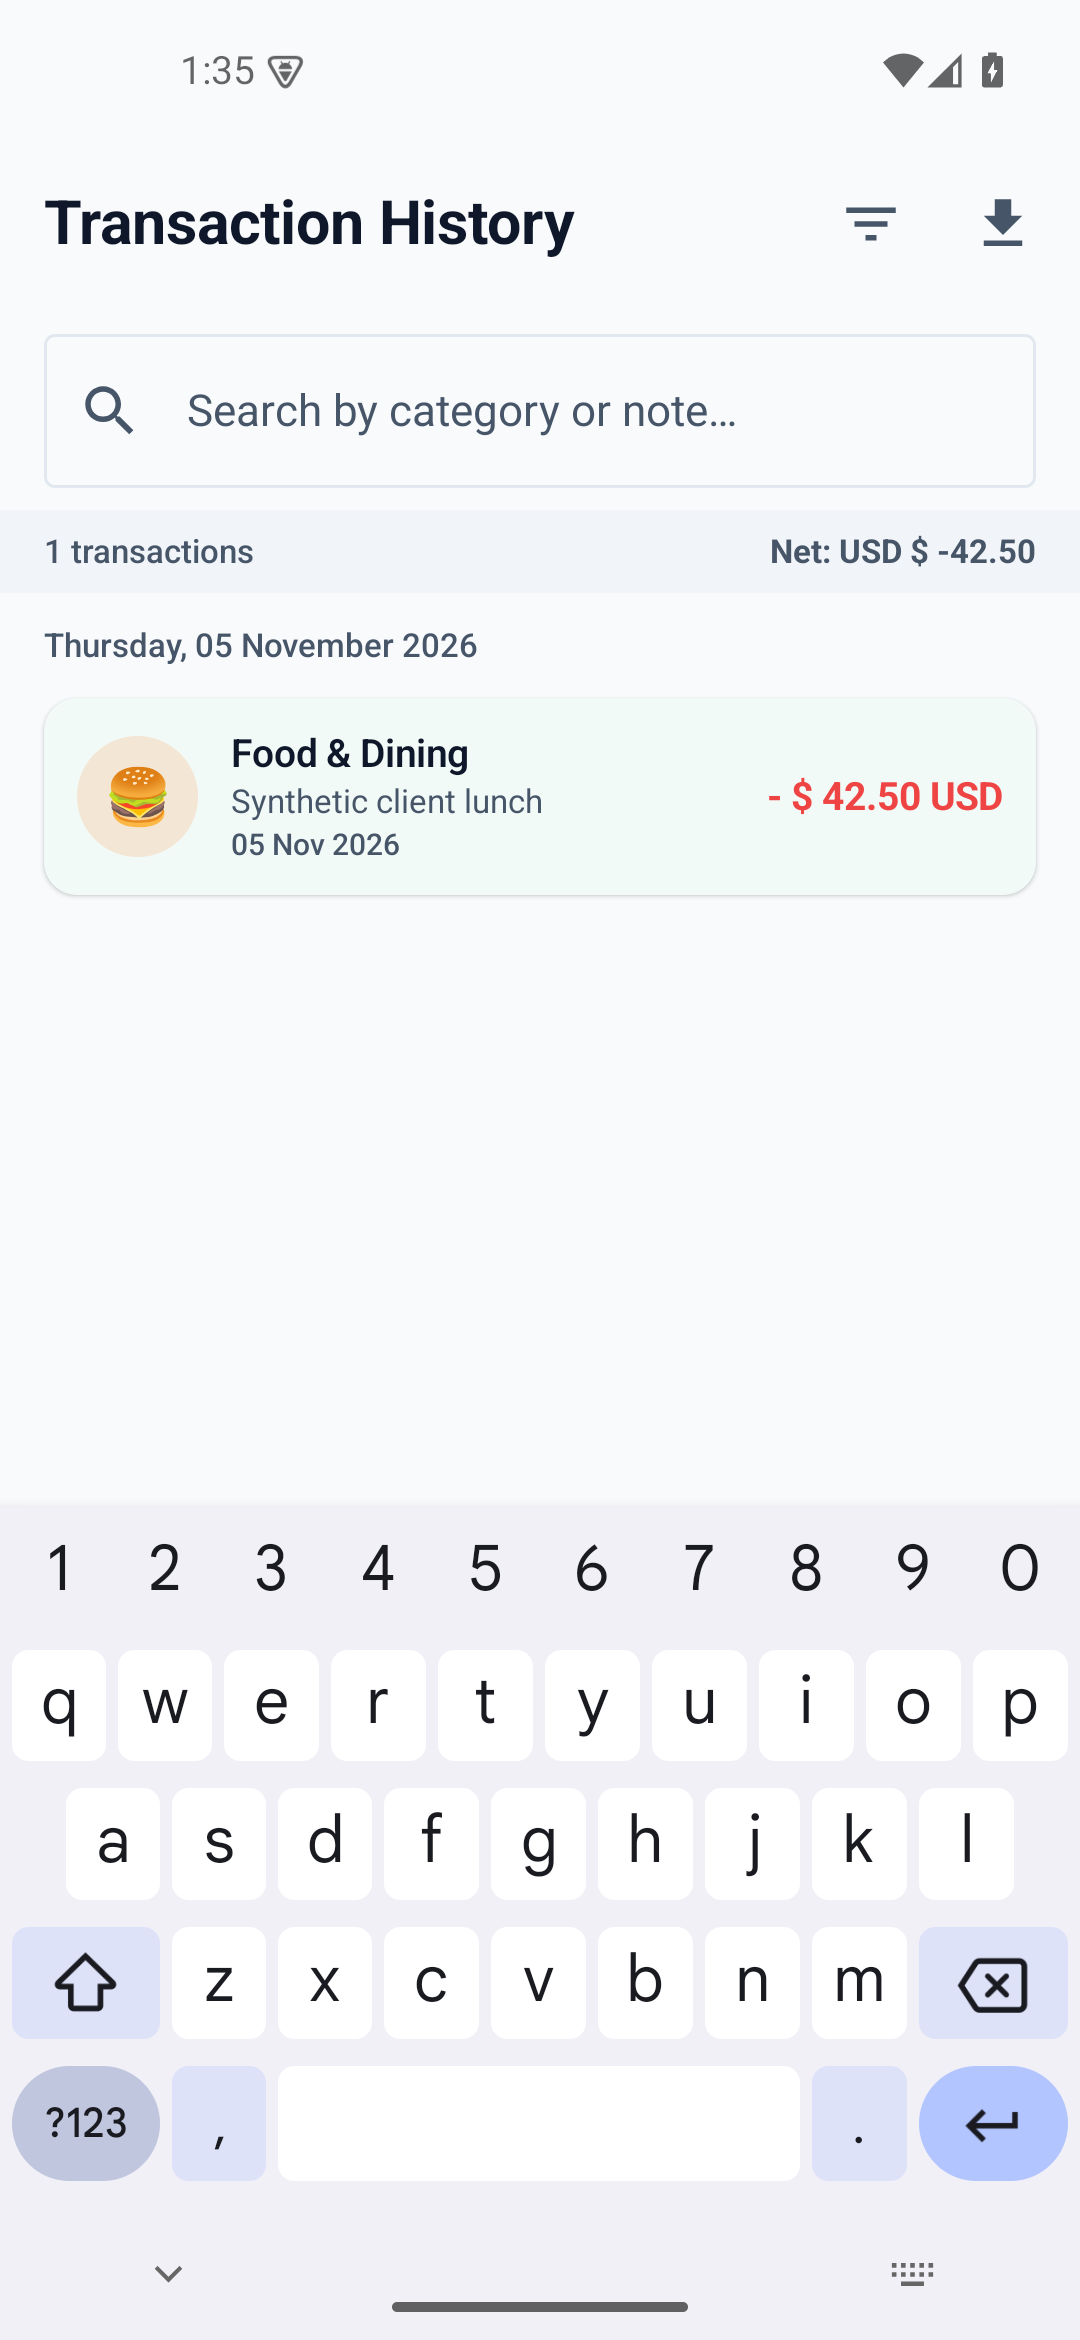 1:35
Transaction History
Search by category or note...
1 transactions
Net: USD $ -42.50
Thursday, 05 November 2026
Food & Dining
Synthetic client lunch
05 Nov 2026
- $ 42.50 USD
1 2 3 4 5 6 7 8 9 0
q w e r t y u i o p
a s d f g h j k l
z x c v b n m
?123 , .